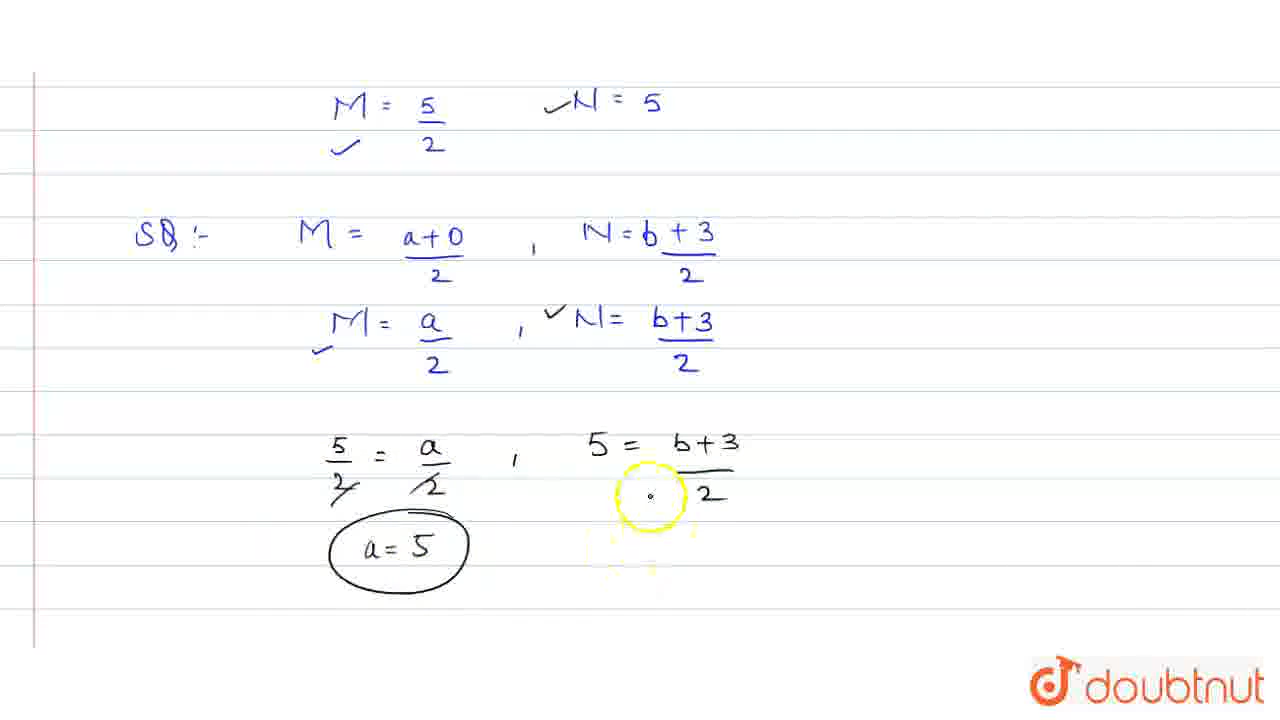 M = 5/2 N = 5
SQ :- M = a+0/2 , N = b+3/2
M = a/2 , N = b+3/2
5/2 = a/2 , 5 = b+3/2
a = 5
doubtnut